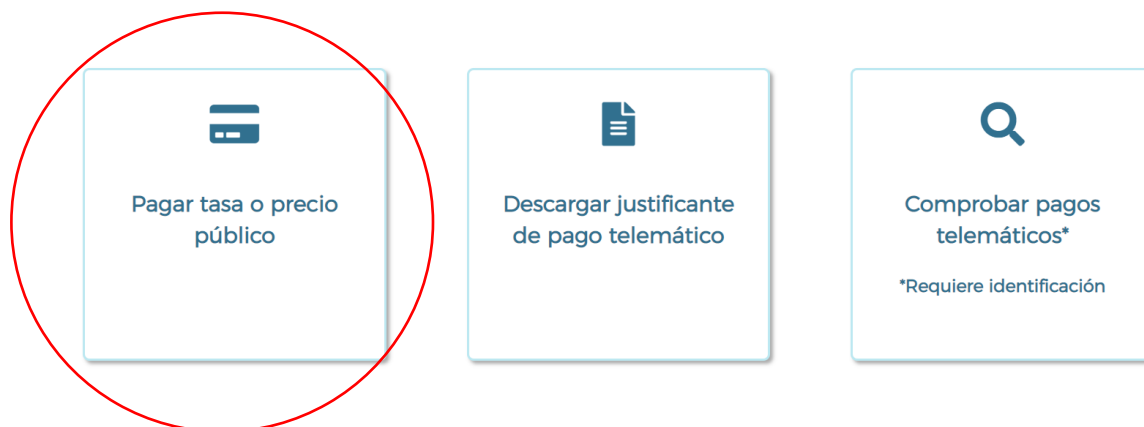 Pagar tasa o precio
público
Descargar justificante
de pago telemático
Comprobar pagos
telemáticos*
*Requiere identificación